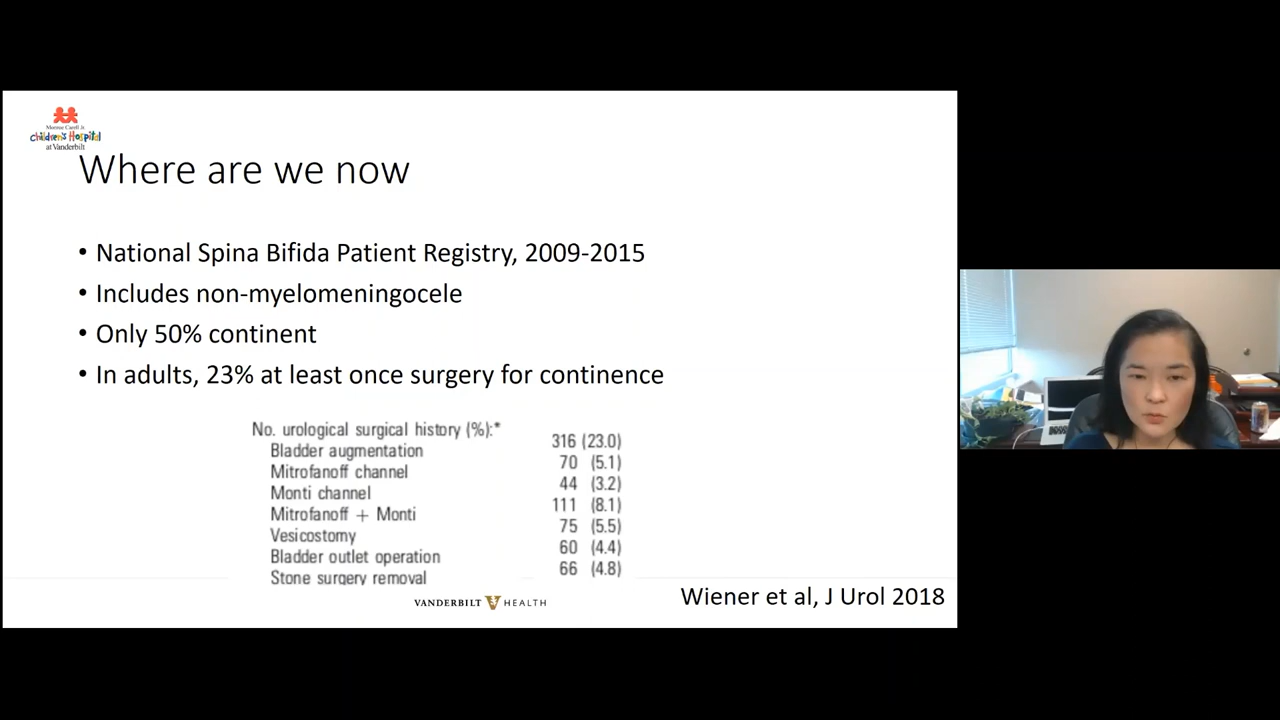 Monroe Carell Jr.
Children's Hospital
at Vanderbilt
Where are we now
• National Spina Bifida Patient Registry, 2009-2015
• Includes non-myelomeningocele
• Only 50% continent
• In adults, 23% at least once surgery for continence
No. urological surgical history (%):*
Bladder augmentation 316 (23.0)
Mitrofanoff channel 70 (5.1)
Monti channel 44 (3.2)
Mitrofanoff + Monti 111 (8.1)
Vesicostomy 75 (5.5)
Bladder outlet operation 60 (4.4)
Stone surgery removal 66 (4.8)
VANDERBILT V HEALTH
Wiener et al, J Urol 2018